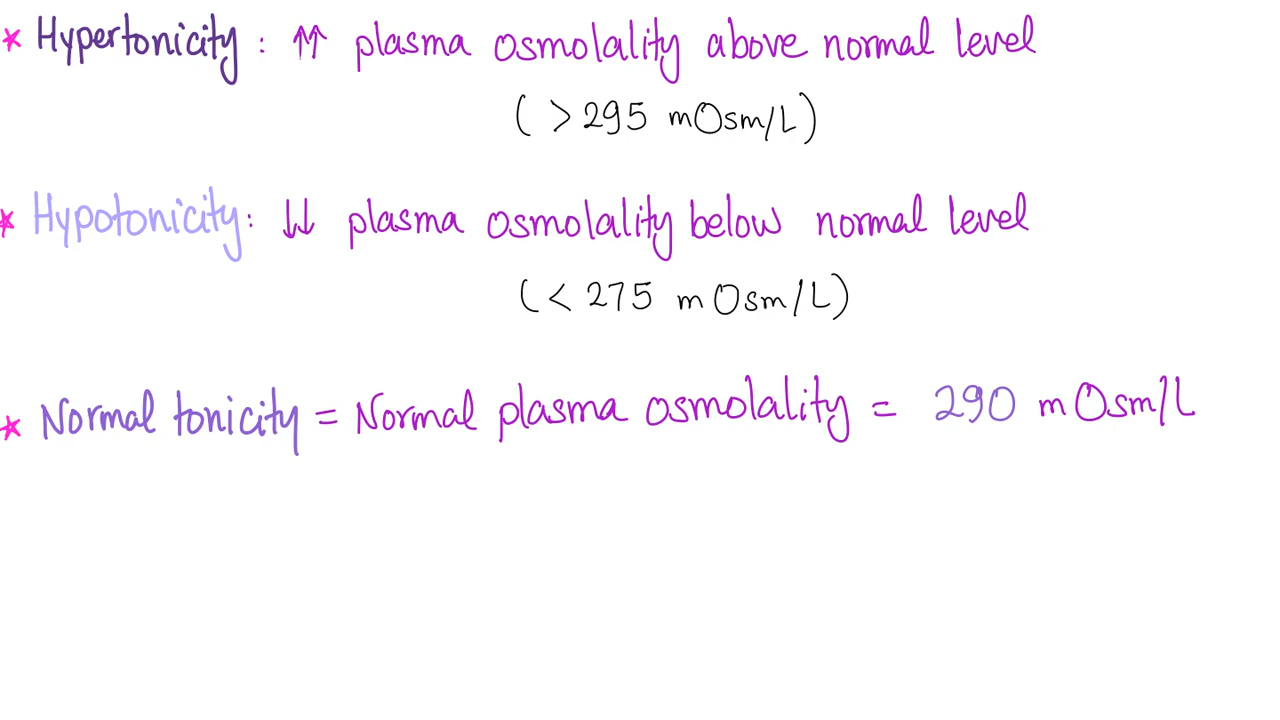 * Hypertonicity : ↑↑ plasma osmolality above normal level
( > 295 mOsm/L)
* Hypotonicity : ↓↓ plasma osmolality below normal level
( < 275 mOsm/L)
* Normal tonicity = Normal plasma osmolality = 290 mOsm/L